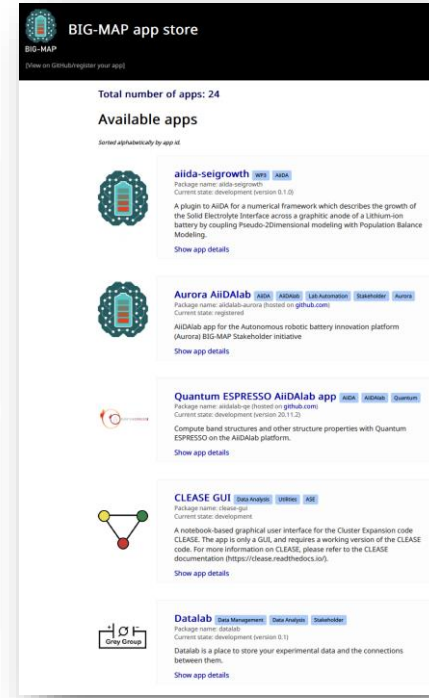 BIG-MAP app store
BIG-MAP
[View on GitHub/register your app]
Total number of apps: 24
Available apps
Sorted alphabetically by app id.
aiida-seigrowth WP3 AiiDA
Package name: aiida-seigrowth
Current state: development (version 0.1.0)
A plugin to AiiDA for a numerical framework which describes the growth of
the Solid Electrolyte Interface across a graphitic anode of a Lithium-ion
battery by coupling Pseudo-2Dimensional modeling with Population Balance
Modeling.
Show app details
Aurora AiiDAlab AiiDA AiiDAlab Lab Automation Stakeholder Aurora
Package name: aiidalab-aurora (hosted on github.com)
Current state: registered
AiiDAlab app for the Autonomous robotic battery innovation platform
(Aurora) BIG-MAP Stakeholder initiative
Show app details
Quantum ESPRESSO AiiDAlab app AiiDA AiiDAlab Quantum
Package name: aiidalab-qe (hosted on github.com)
Current state: development (version 20.11.2)
Compute band structures and other structure properties with Quantum
ESPRESSO on the AiiDAlab platform.
Show app details
CLEASE GUI Data Analysis Utilities ASE
Package name: clease-gui
Current state: development
A notebook-based graphical user interface for the Cluster Expansion code
CLEASE. The app is only a GUI, and requires a working version of the CLEASE
code. For more information on CLEASE, please refer to the CLEASE
documentation (https://clease.readthedocs.io/).
Show app details
Grey Group
Datalab Data Management Data Analysis Stakeholder
Package name: datalab
Current state: development (version 0.1)
Datalab is a place to store your experimental data and the connections
between them.
Show app details